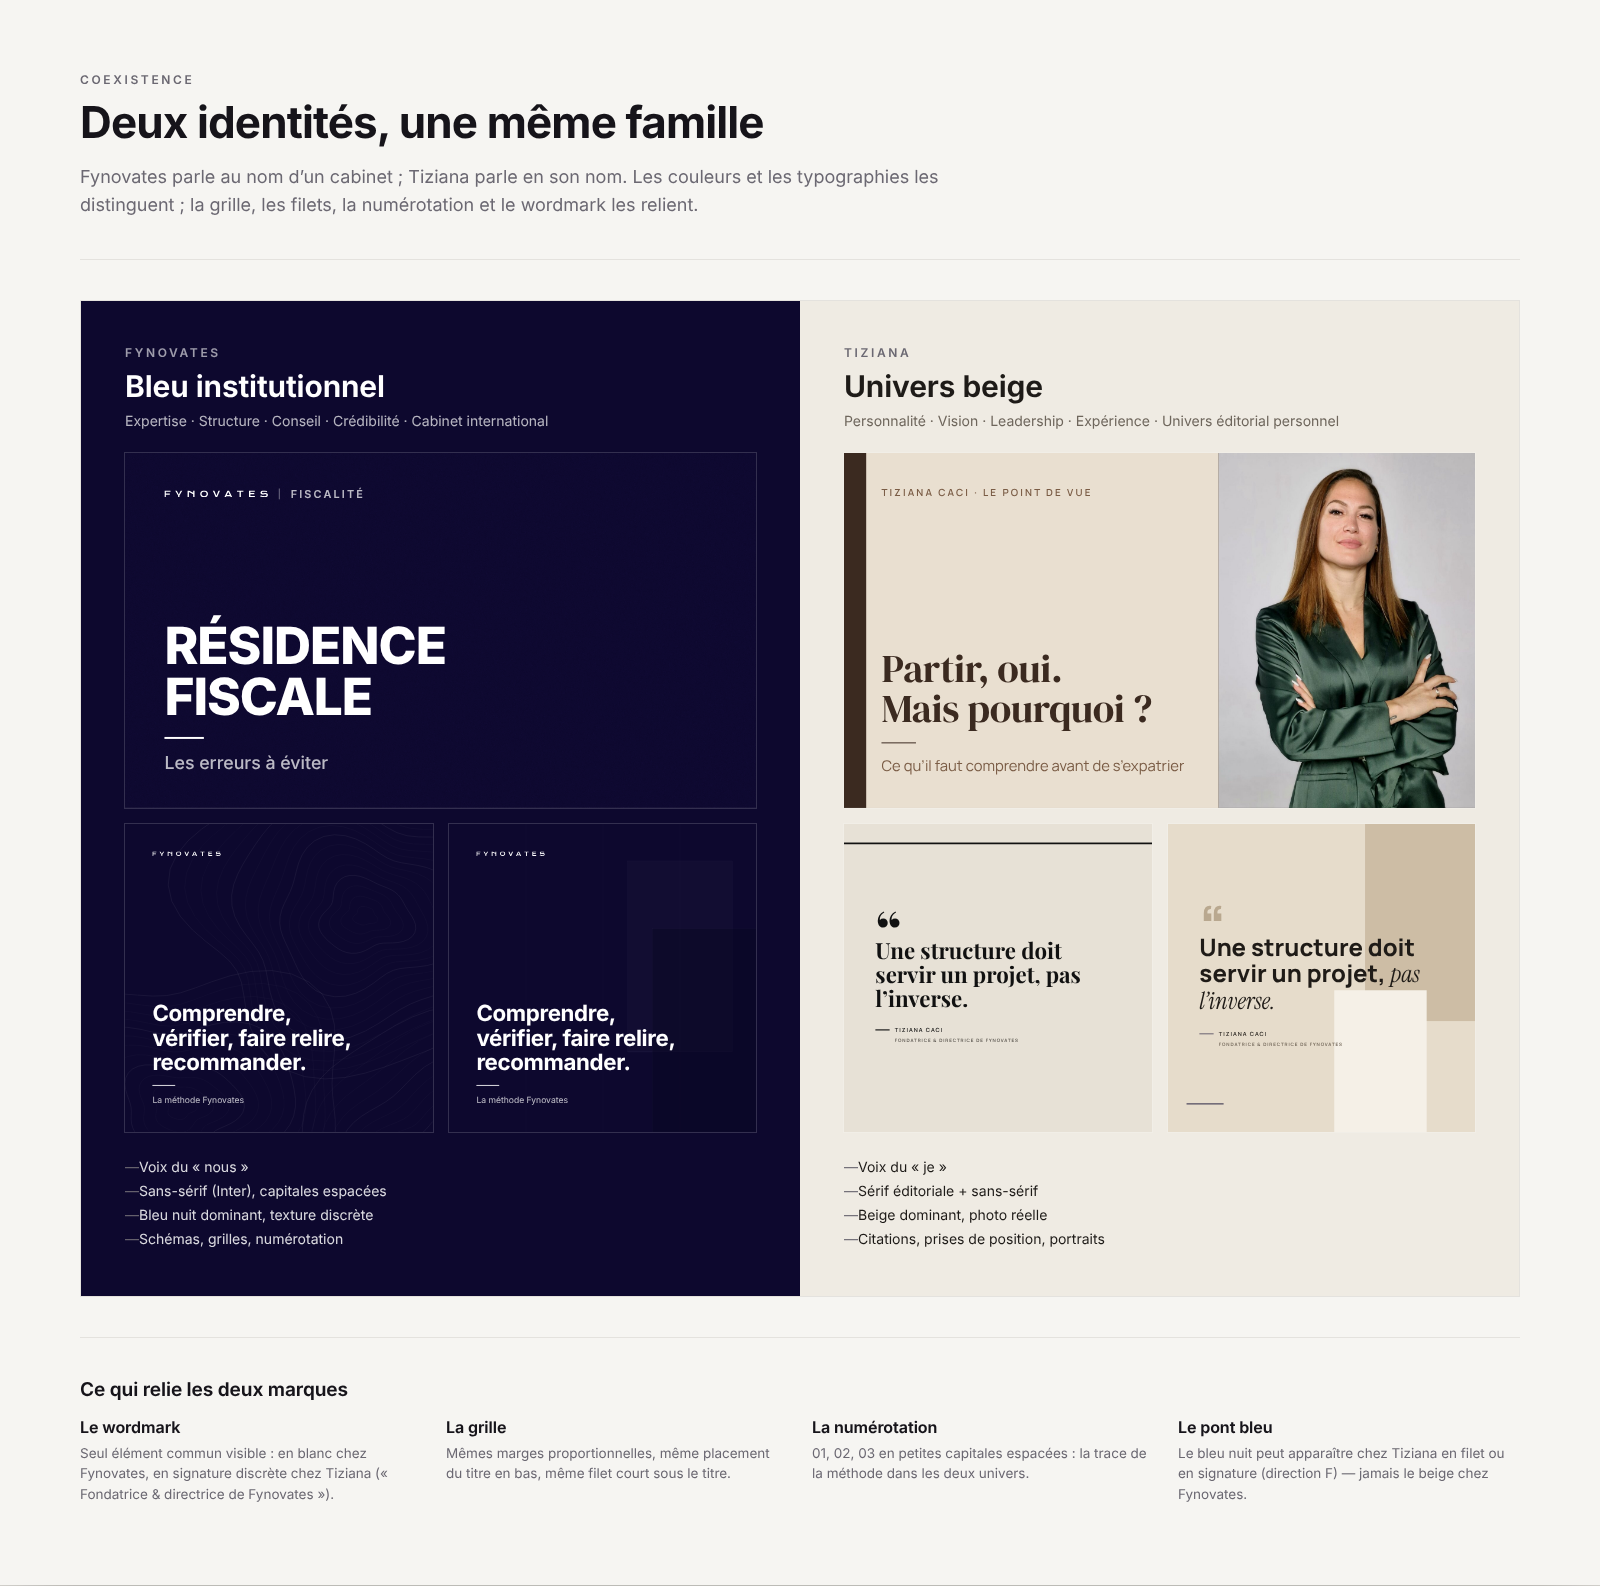 COEXISTENCE
Deux identités, une même famille
Fynovates parle au nom d’un cabinet ; Tiziana parle en son nom. Les couleurs et les typographies les
distinguent ; la grille, les filets, la numérotation et le wordmark les relient.
FYNOVATES
Bleu institutionnel
Expertise · Structure · Conseil · Crédibilité · Cabinet international
FYNOVATES | FISCALITÉ
RÉSIDENCE
FISCALE
Les erreurs à éviter
FYNOVATES
Comprendre,
vérifier, faire relire,
recommander.
La méthode Fynovates
FYNOVATES
Comprendre,
vérifier, faire relire,
recommander.
La méthode Fynovates
—Voix du « nous »
—Sans-sérif (Inter), capitales espacées
—Bleu nuit dominant, texture discrète
—Schémas, grilles, numérotation
TIZIANA
Univers beige
Personnalité · Vision · Leadership · Expérience · Univers éditorial personnel
TIZIANA CACI · LE POINT DE VUE
Partir, oui.
Mais pourquoi ?
Ce qu’il faut comprendre avant de s’expatrier
“
Une structure doit
servir un projet, pas
l’inverse.
— TIZIANA CACI
FONDATRICE & DIRECTRICE DE FYNOVATES
“
Une structure doit
servir un projet, pas
l’inverse.
— TIZIANA CACI
FONDATRICE & DIRECTRICE DE FYNOVATES
—Voix du « je »
—Sérif éditoriale + sans-sérif
—Beige dominant, photo réelle
—Citations, prises de position, portraits
Ce qui relie les deux marques
Le wordmark
Seul élément commun visible : en blanc chez
Fynovates, en signature discrète chez Tiziana («
Fondatrice & directrice de Fynovates »).
La grille
Mêmes marges proportionnelles, même placement
du titre en bas, même filet court sous le titre.
La numérotation
01, 02, 03 en petites capitales espacées : la trace de
la méthode dans les deux univers.
Le pont bleu
Le bleu nuit peut apparaître chez Tiziana en filet ou
en signature (direction F) — jamais le beige chez
Fynovates.